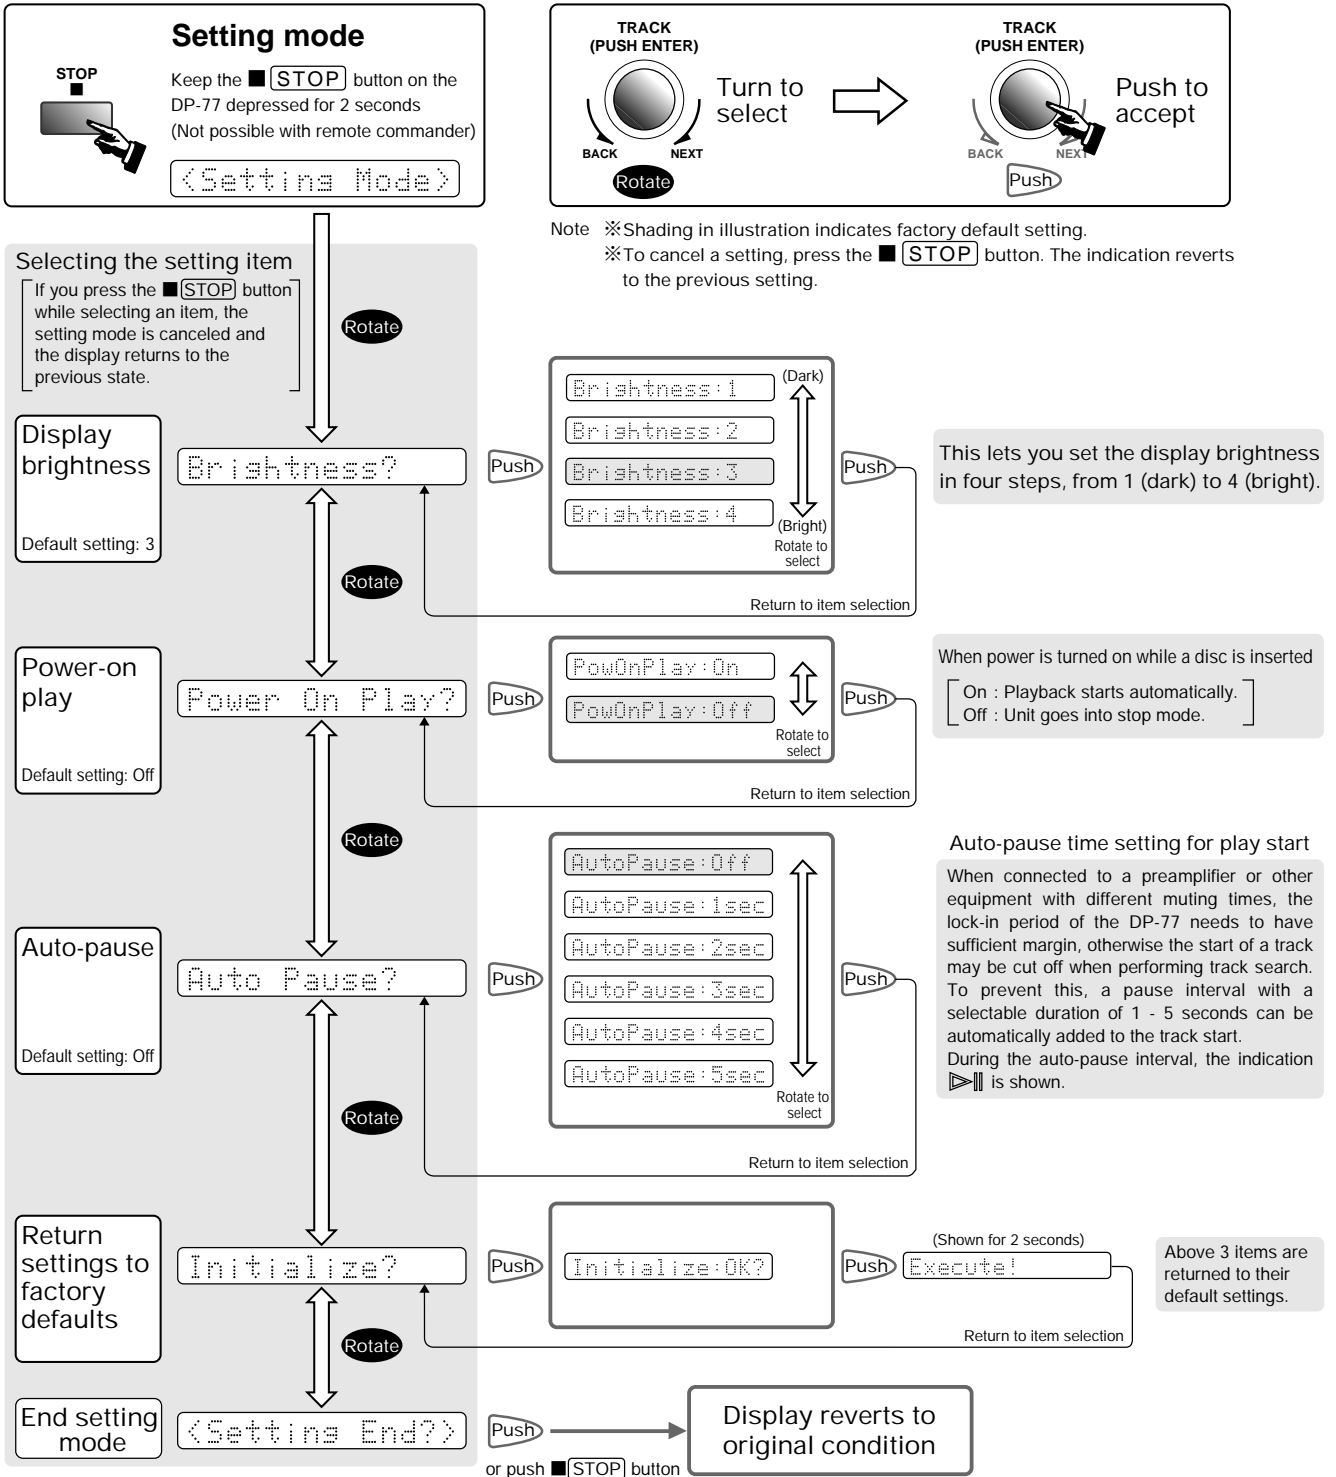 Setting mode
STOP
■
Keep the ■ STOP button on the
DP-77 depressed for 2 seconds
(Not possible with remote commander)
<Setting Mode>
TRACK
(PUSH ENTER)
BACK
NEXT
Rotate
Turn to
select
TRACK
(PUSH ENTER)
BACK
NEXT
Push
Push to
accept
Note ※Shading in illustration indicates factory default setting.
※To cancel a setting, press the ■ STOP button. The indication reverts
to the previous setting.
Selecting the setting item
If you press the ■ STOP button
while selecting an item, the
setting mode is canceled and
the display returns to the
previous state.
Rotate
Display
brightness
Default setting: 3
Brightness?
Push
Brightness:1
Brightness:2
Brightness:3
Brightness:4
(Dark)
(Bright)
Rotate to
select
Push
Return to item selection
This lets you set the display brightness
in four steps, from 1 (dark) to 4 (bright).
Rotate
Power-on
play
Default setting: Off
Power On Play?
Push
PowOnPlay:On
PowOnPlay:Off
Rotate to
select
Push
Return to item selection
When power is turned on while a disc is inserted
On : Playback starts automatically.
Off : Unit goes into stop mode.
Rotate
Auto-pause
Default setting: Off
Auto Pause?
Push
AutoPause:Off
AutoPause:1sec
AutoPause:2sec
AutoPause:3sec
AutoPause:4sec
AutoPause:5sec
Rotate to
select
Push
Return to item selection
Auto-pause time setting for play start
When connected to a preamplifier or other
equipment with different muting times, the
lock-in period of the DP-77 needs to have
sufficient margin, otherwise the start of a track
may be cut off when performing track search.
To prevent this, a pause interval with a
selectable duration of 1 - 5 seconds can be
automatically added to the track start.
During the auto-pause interval, the indication
is shown.
Rotate
Return
settings to
factory
defaults
Initialize?
Push
Initialize:OK?
Push
(Shown for 2 seconds)
Execute!
Return to item selection
Above 3 items are
returned to their
default settings.
Rotate
End setting
mode
<Setting End?>
Push
or push ■ STOP button
Display reverts to
original condition